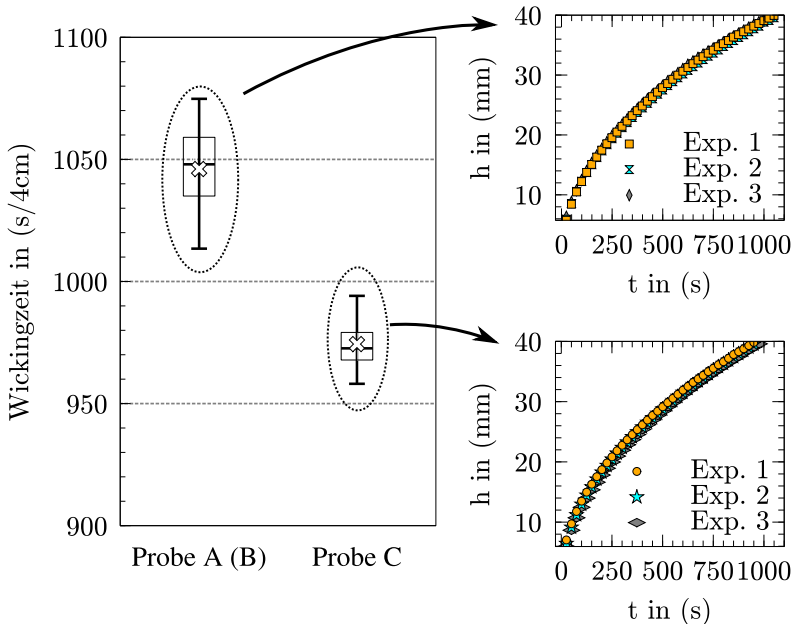 Wickingzeit in (s/4cm)
1100
1050
1000
950
900
Probe A (B)
Probe C
h in (mm)
40
30
20
10
Exp. 1
Exp. 2
Exp. 3
0 250 500 750 1000
t in (s)
h in (mm)
40
30
20
10
Exp. 1
Exp. 2
Exp. 3
0 250 500 750 1000
t in (s)